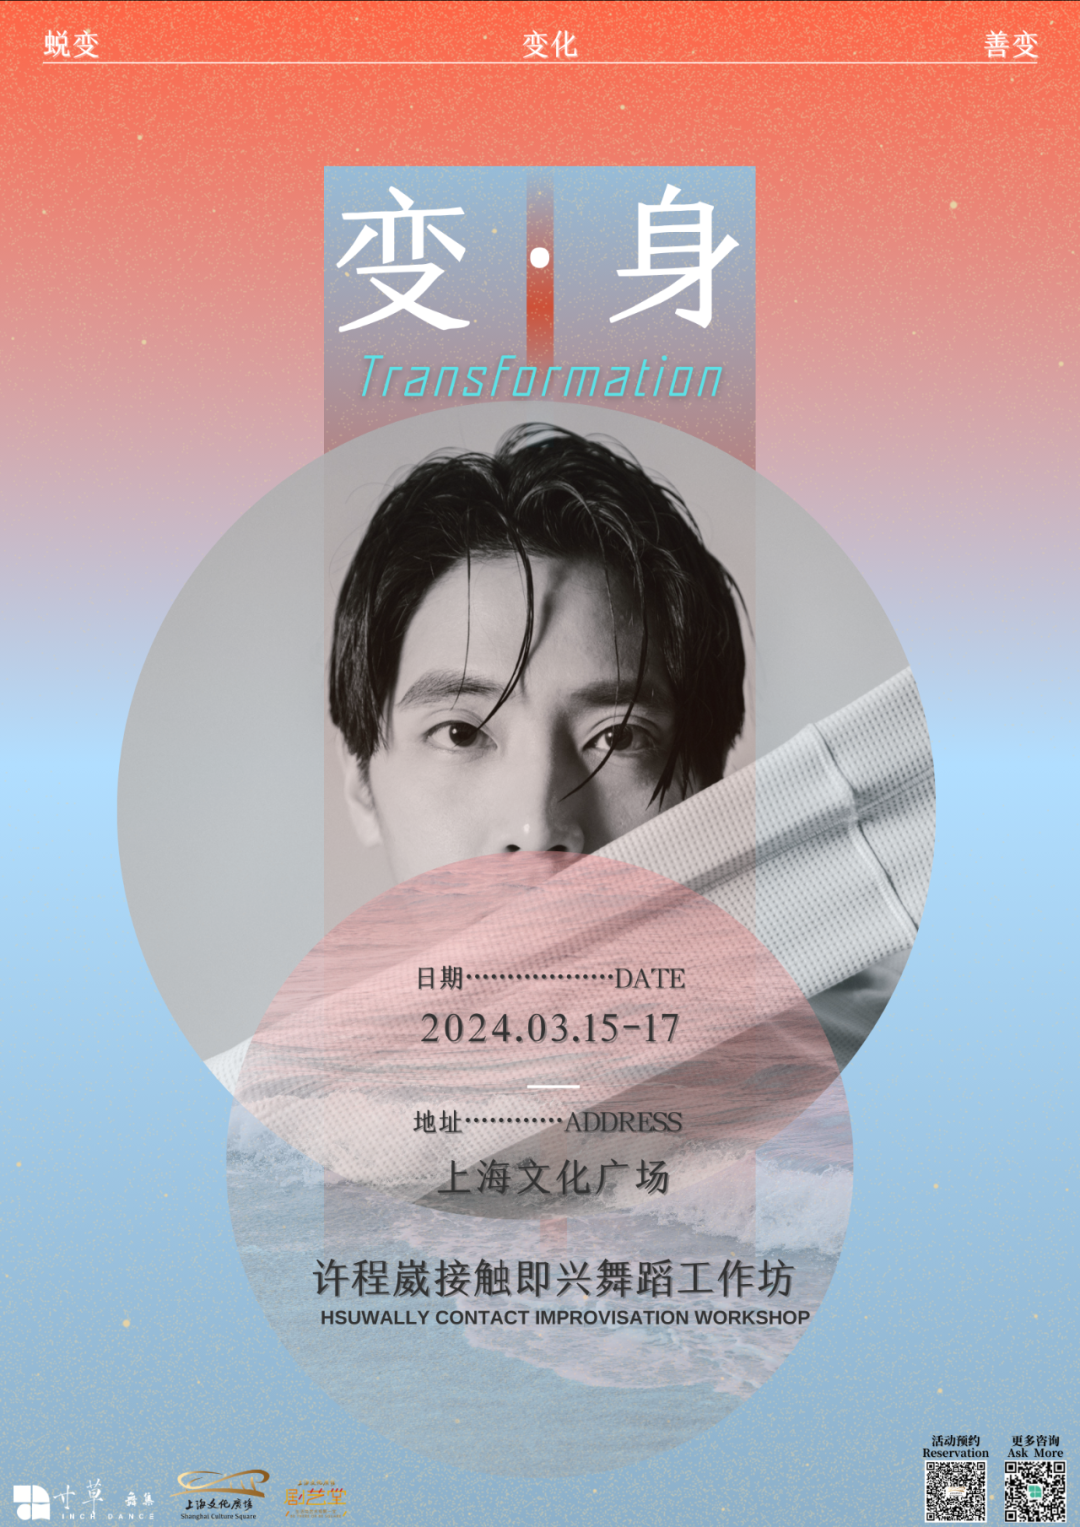 蜕变 变化 善变
变·身
Transformation
日期··················DATE
2024.03.15-17
地址············ADDRESS
上海文化广场
许程崴接触即兴舞蹈工作坊
HSUWALLY CONTACT IMPROVISATION WORKSHOP
活动预约 更多咨询
Reservation Ask More
寸草 舞集
INCH DANCE
上海文化广场
Shanghai Culture Square